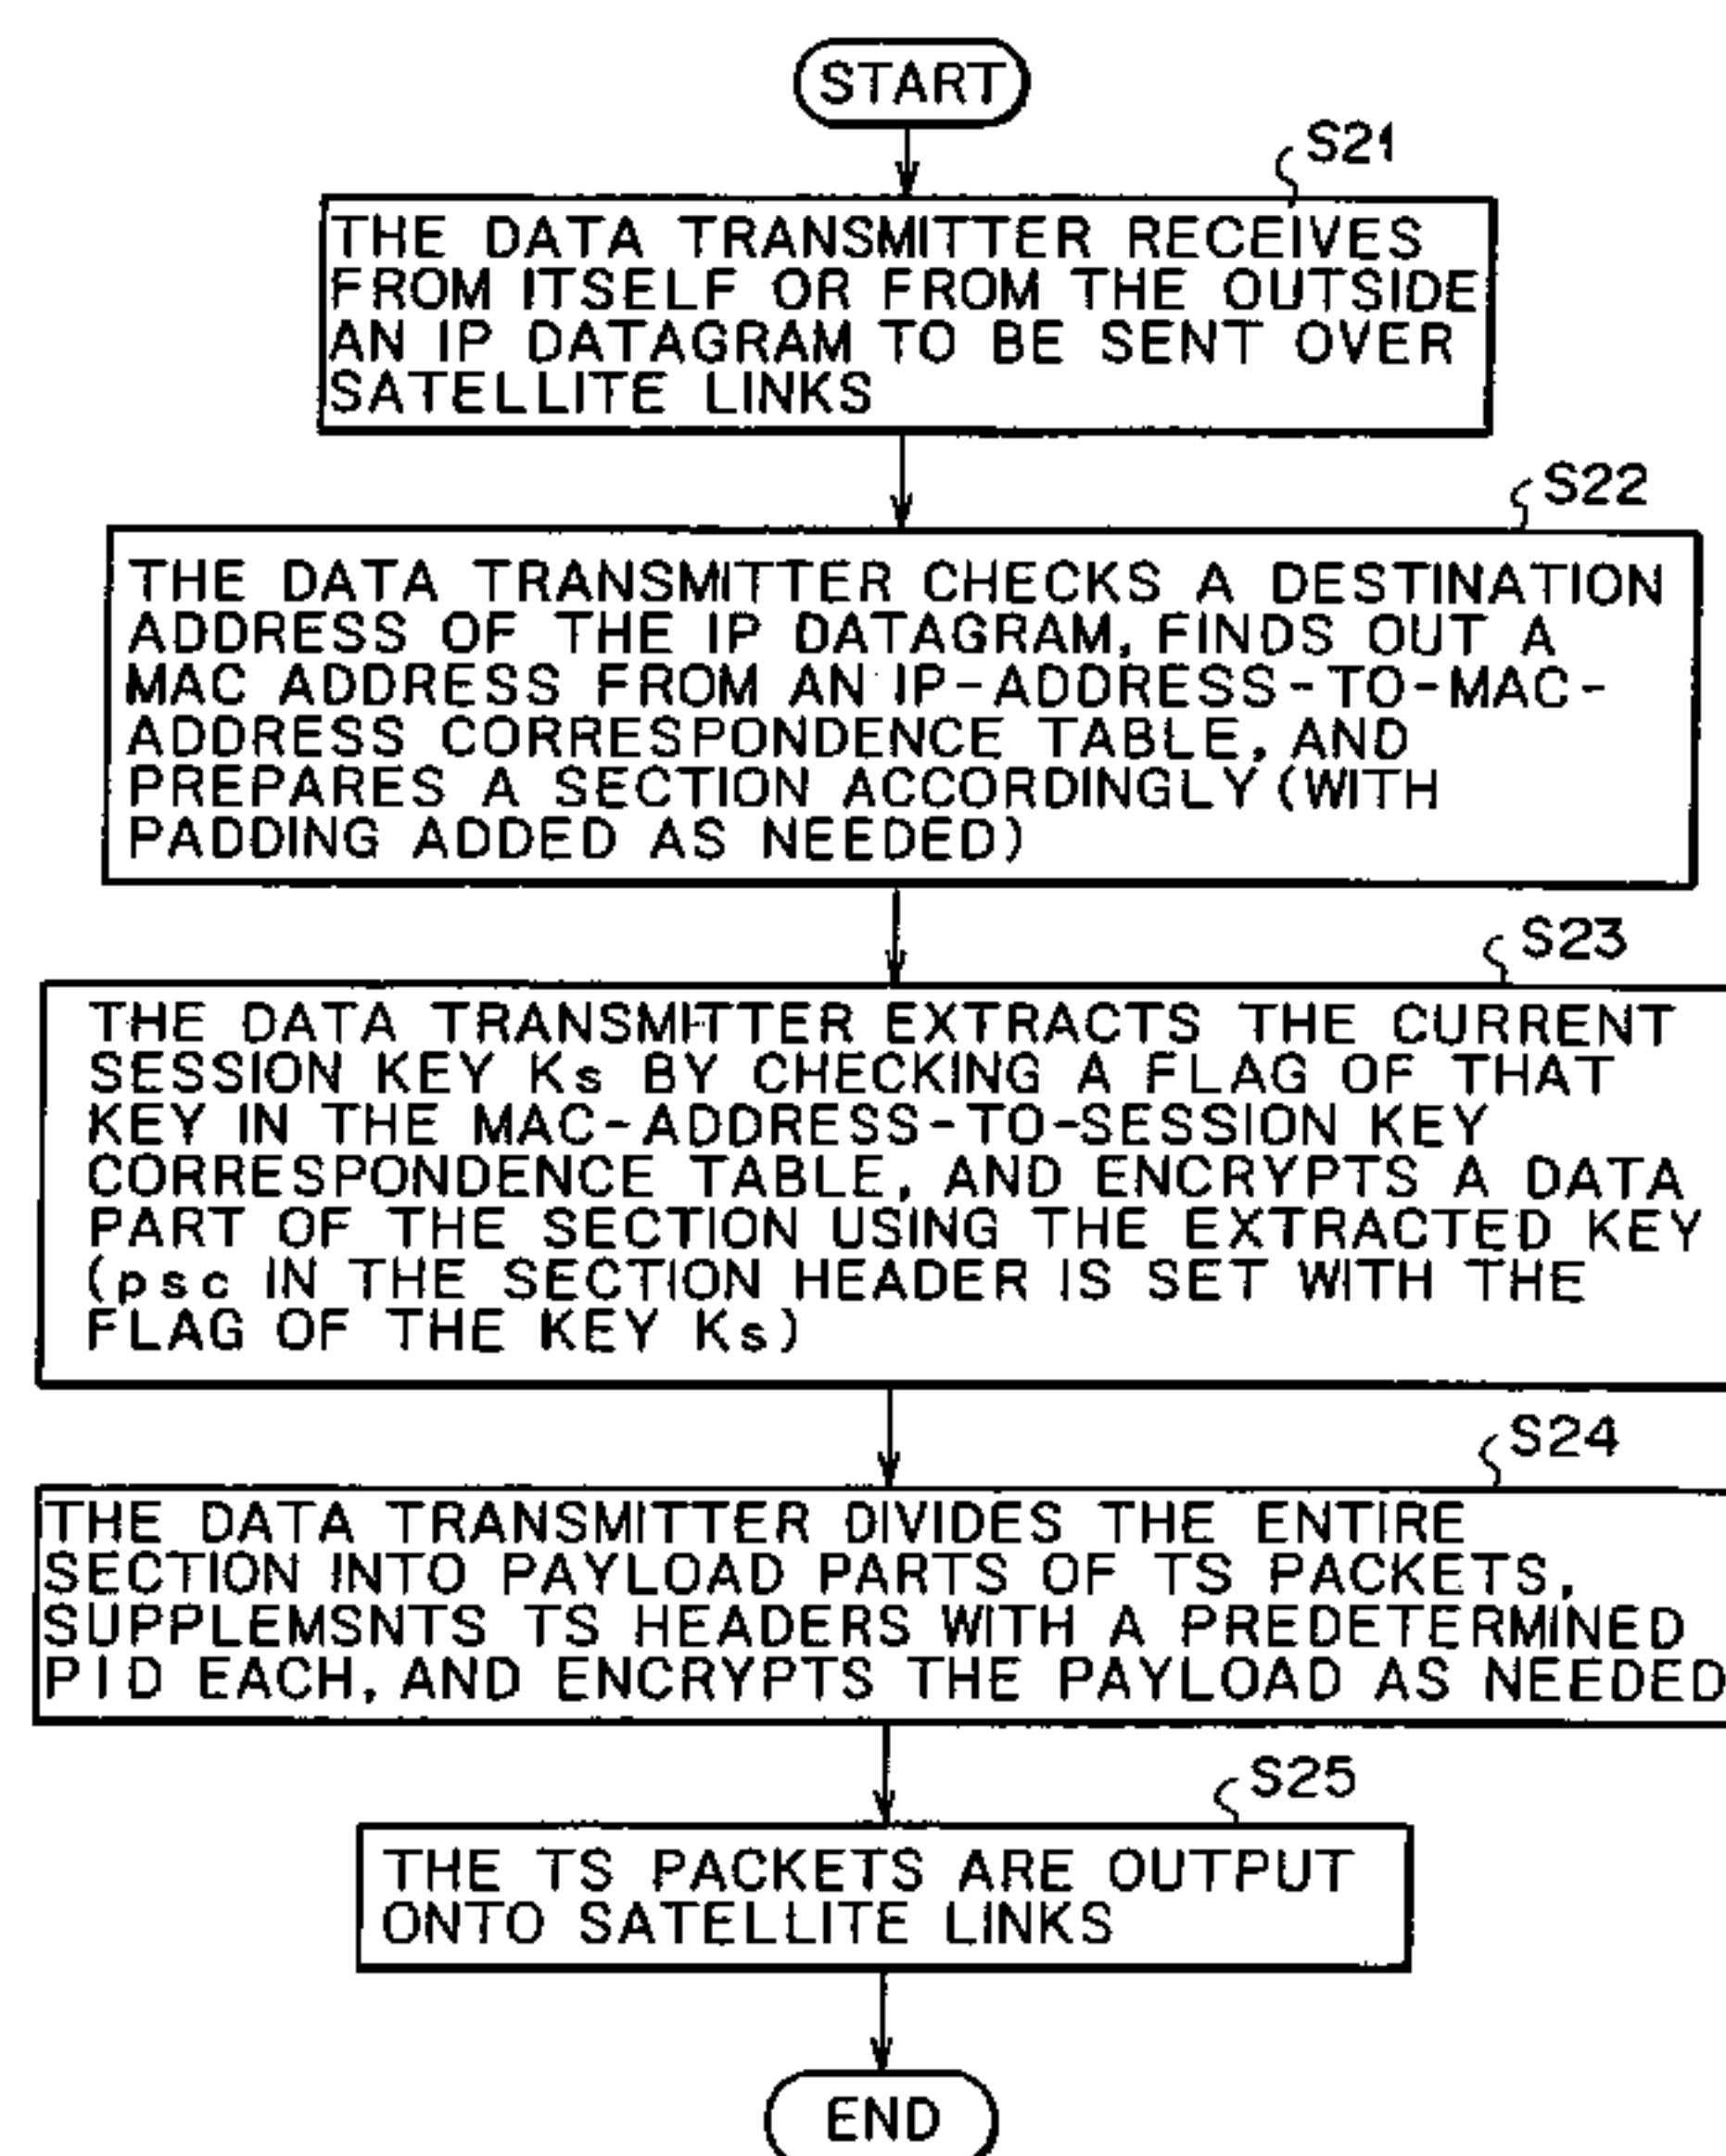 START
S21
THE DATA TRANSMITTER RECEIVES
FROM ITSELF OR FROM THE OUTSIDE
AN IP DATAGRAM TO BE SENT OVER
SATELLITE LINKS
S22
THE DATA TRANSMITTER CHECKS A DESTINATION
ADDRESS OF THE IP DATAGRAM, FINDS OUT A
MAC ADDRESS FROM AN IP-ADDRESS-TO-MAC-
ADDRESS CORRESPONDENCE TABLE, AND
PREPARES A SECTION ACCORDINGLY (WITH
PADDING ADDED AS NEEDED)
S23
THE DATA TRANSMITTER EXTRACTS THE CURRENT
SESSION KEY Ks BY CHECKING A FLAG OF THAT
KEY IN THE MAC-ADDRESS-TO-SESSION KEY
CORRESPONDENCE TABLE, AND ENCRYPTS A DATA
PART OF THE SECTION USING THE EXTRACTED KEY
(psc IN THE SECTION HEADER IS SET WITH THE
FLAG OF THE KEY Ks)
S24
THE DATA TRANSMITTER DIVIDES THE ENTIRE
SECTION INTO PAYLOAD PARTS OF TS PACKETS,
SUPPLEMSNTS TS HEADERS WITH A PREDETERMINED
PID EACH, AND ENCRYPTS THE PAYLOAD AS NEEDED
S25
THE TS PACKETS ARE OUTPUT
ONTO SATELLITE LINKS
END